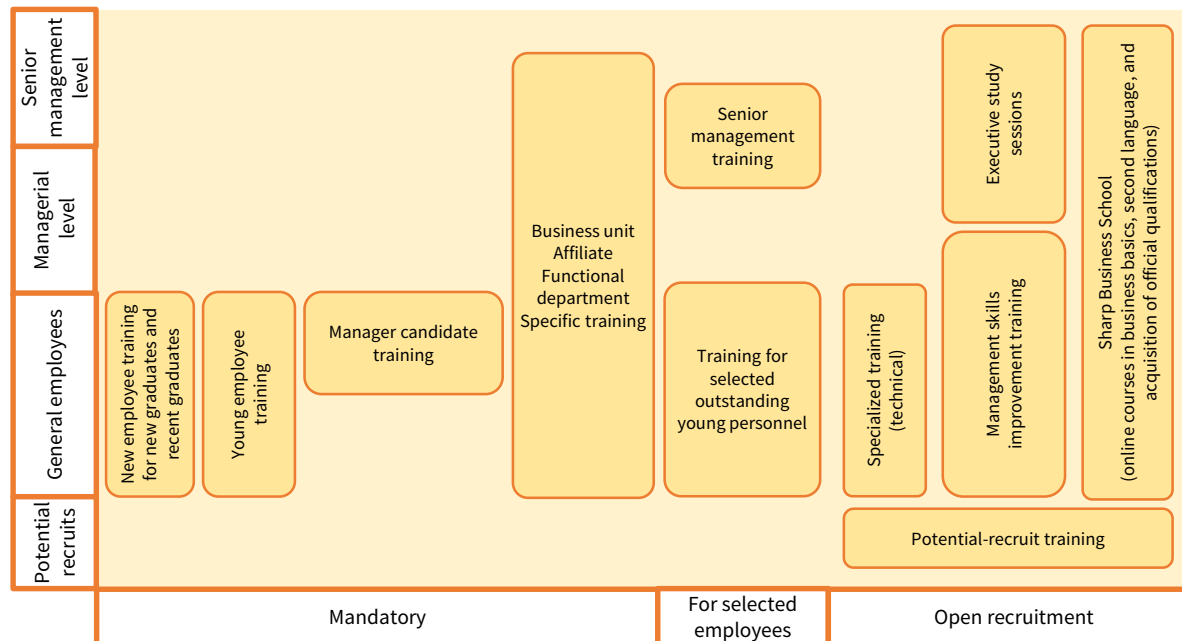 Senior
management
level
Managerial
level
General employees
Potential
recruits
New employee training
for new graduates and
recent graduates
Young employee
training
Manager candidate
training
Business unit
Affiliate
Functional
department
Specific training
Senior
management
training
Training for
selected
outstanding
young personnel
Specialized training
(technical)
Executive study
sessions
Management skills
improvement training
Sharp Business School
(online courses in business basics, second language, and
acquisition of official qualifications)
Potential-recruit training
Mandatory
For selected
employees
Open recruitment